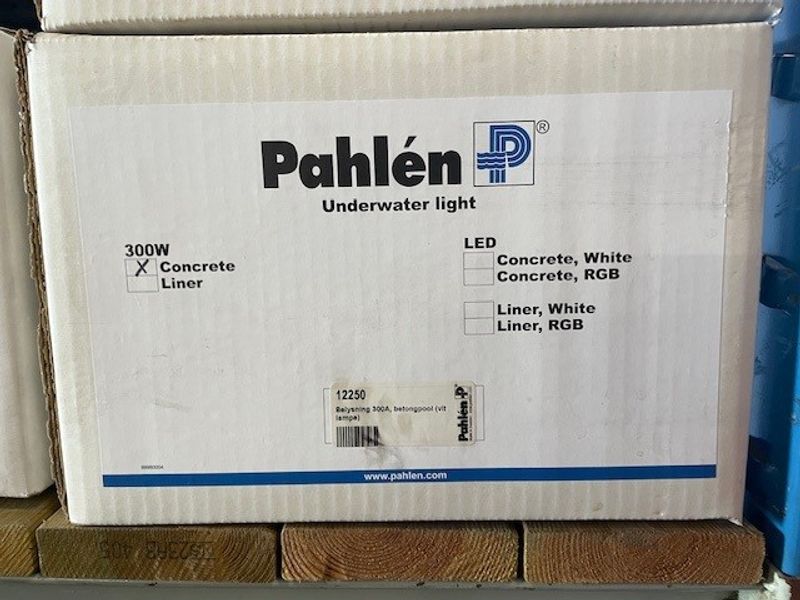 Pahlén ®
Underwater light
300W
X Concrete
Liner
LED
Concrete, White
Concrete, RGB
Liner, White
Liner, RGB
12250
Belysning 300A, betongpool (vit
lampa)
Pahlén
www.pahlen.com